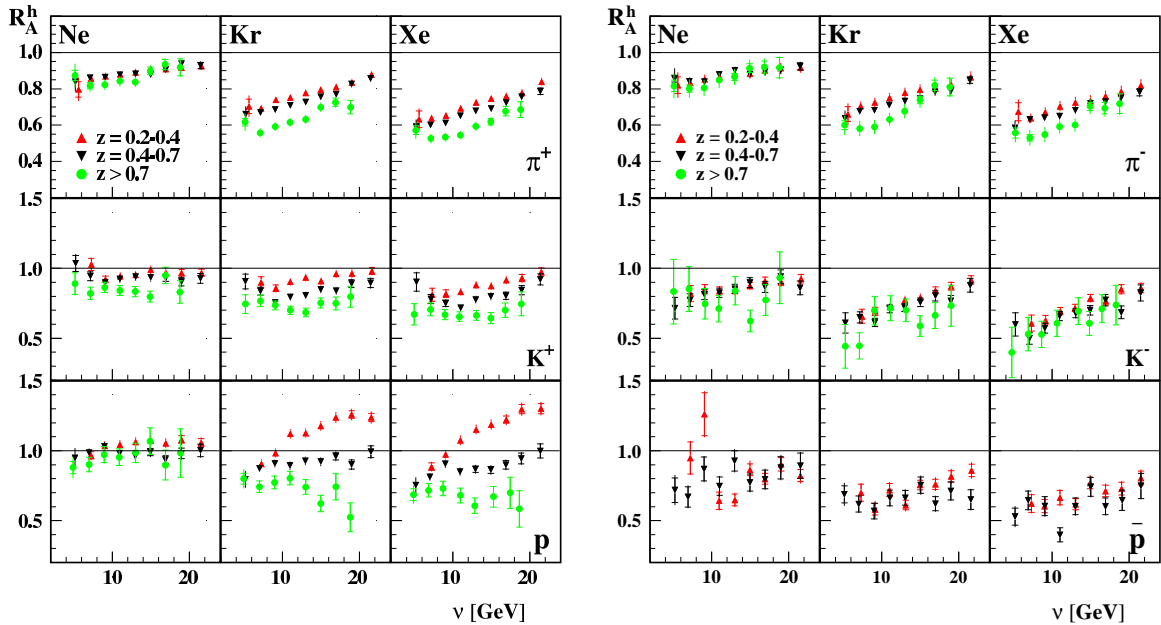 R_A^h
Ne Kr Xe
1.0
0.8
0.6
z = 0.2-0.4
z = 0.4-0.7
0.4
z > 0.7
π⁺
1.5
1.0
0.5
K⁺
1.5
1.0
0.5
p
10 20 10 20 10 20
ν [GeV]
R_A^h
Ne Kr Xe
1.0
0.8
0.6
z = 0.2-0.4
z = 0.4-0.7
0.4
z > 0.7
π⁻
1.5
1.0
0.5
K⁻
1.5
1.0
0.5
p̄
10 20 10 20 10 20
ν [GeV]